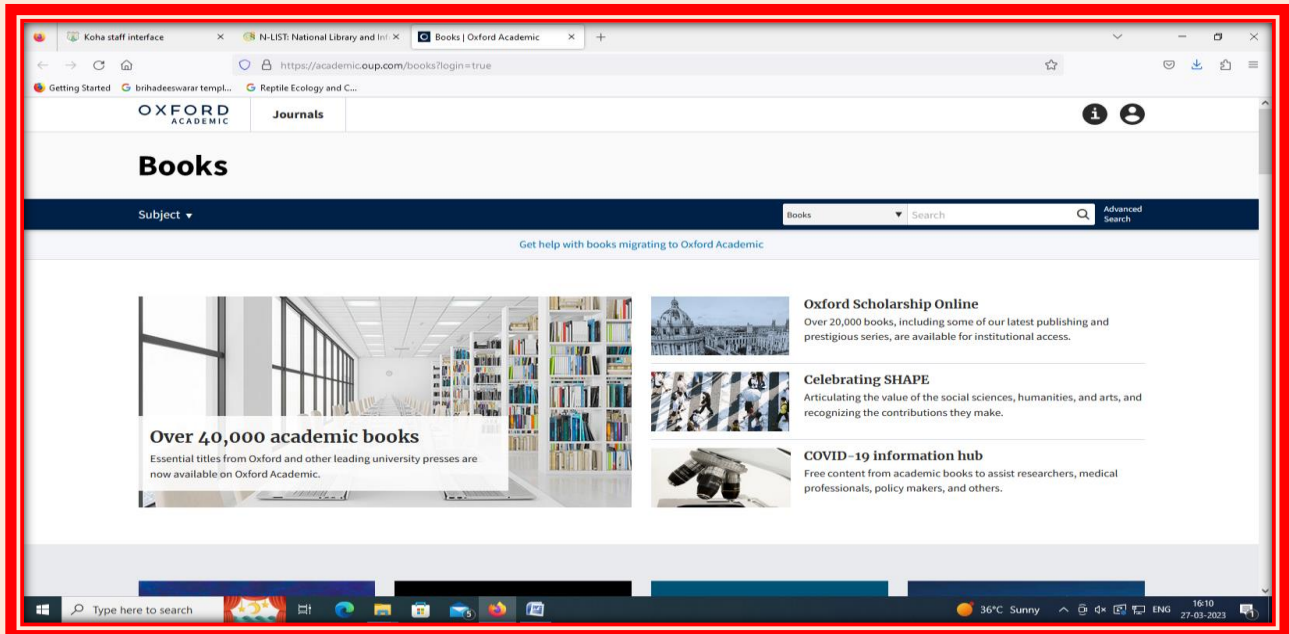 Koha staff interface
N-LIST: National Library and Inf
Books | Oxford Academic
https://academic.oup.com/books?login=true
Getting Started
brihadeeswarar templ...
Reptile Ecology and C...
OXFORD
ACADEMIC
Journals
Books
Subject
Books
Search
Advanced
Search
Get help with books migrating to Oxford Academic
Over 40,000 academic books
Essential titles from Oxford and other leading university presses are
now available on Oxford Academic.
Oxford Scholarship Online
Over 20,000 books, including some of our latest publishing and
prestigious series, are available for institutional access.
Celebrating SHAPE
Articulating the value of the social sciences, humanities, and arts, and
recognizing the contributions they make.
COVID-19 information hub
Free content from academic books to assist researchers, medical
professionals, policy makers, and others.
Type here to search
36°C Sunny
ENG
16:10
27-03-2023